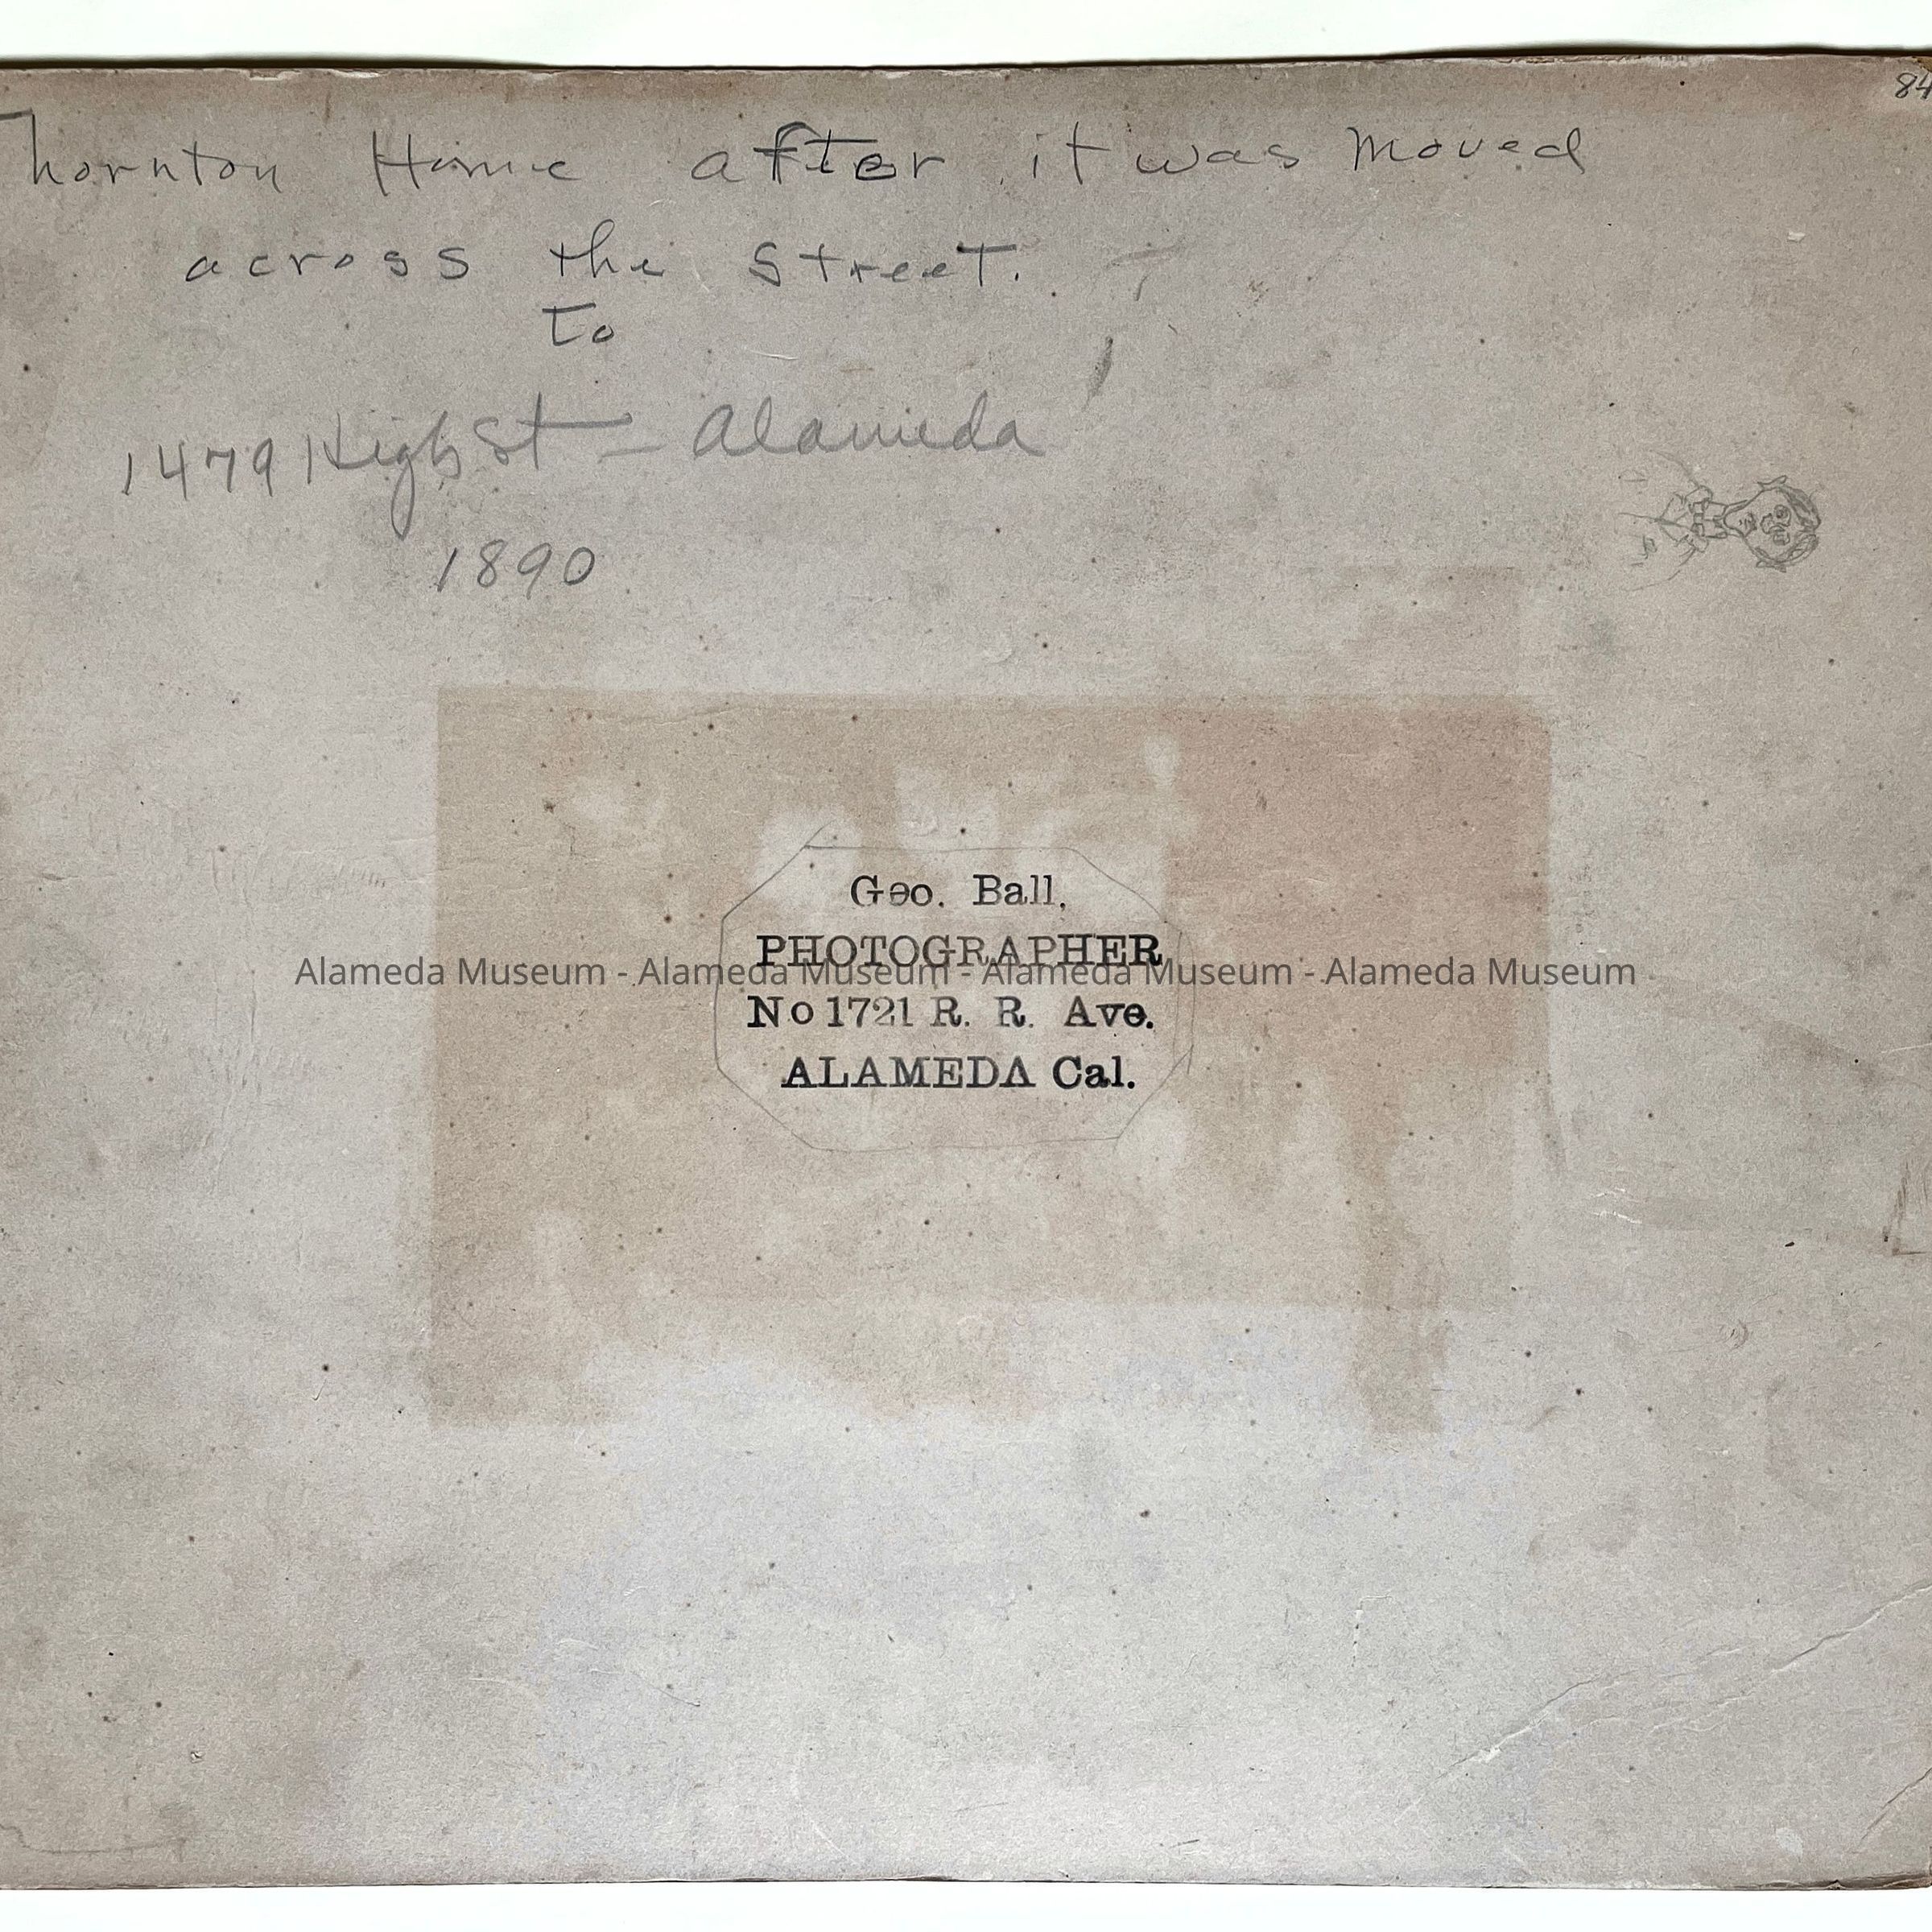 84
Thornton Home after it was moved
across the street.
to
1479 High St - Alameda
1890
Geo. Ball,
PHOTOGRAPHER
Alameda Museum - Alameda Museum - Alameda Museum - Alameda Museum
No 1721 R. R. Ave.
ALAMEDA Cal.